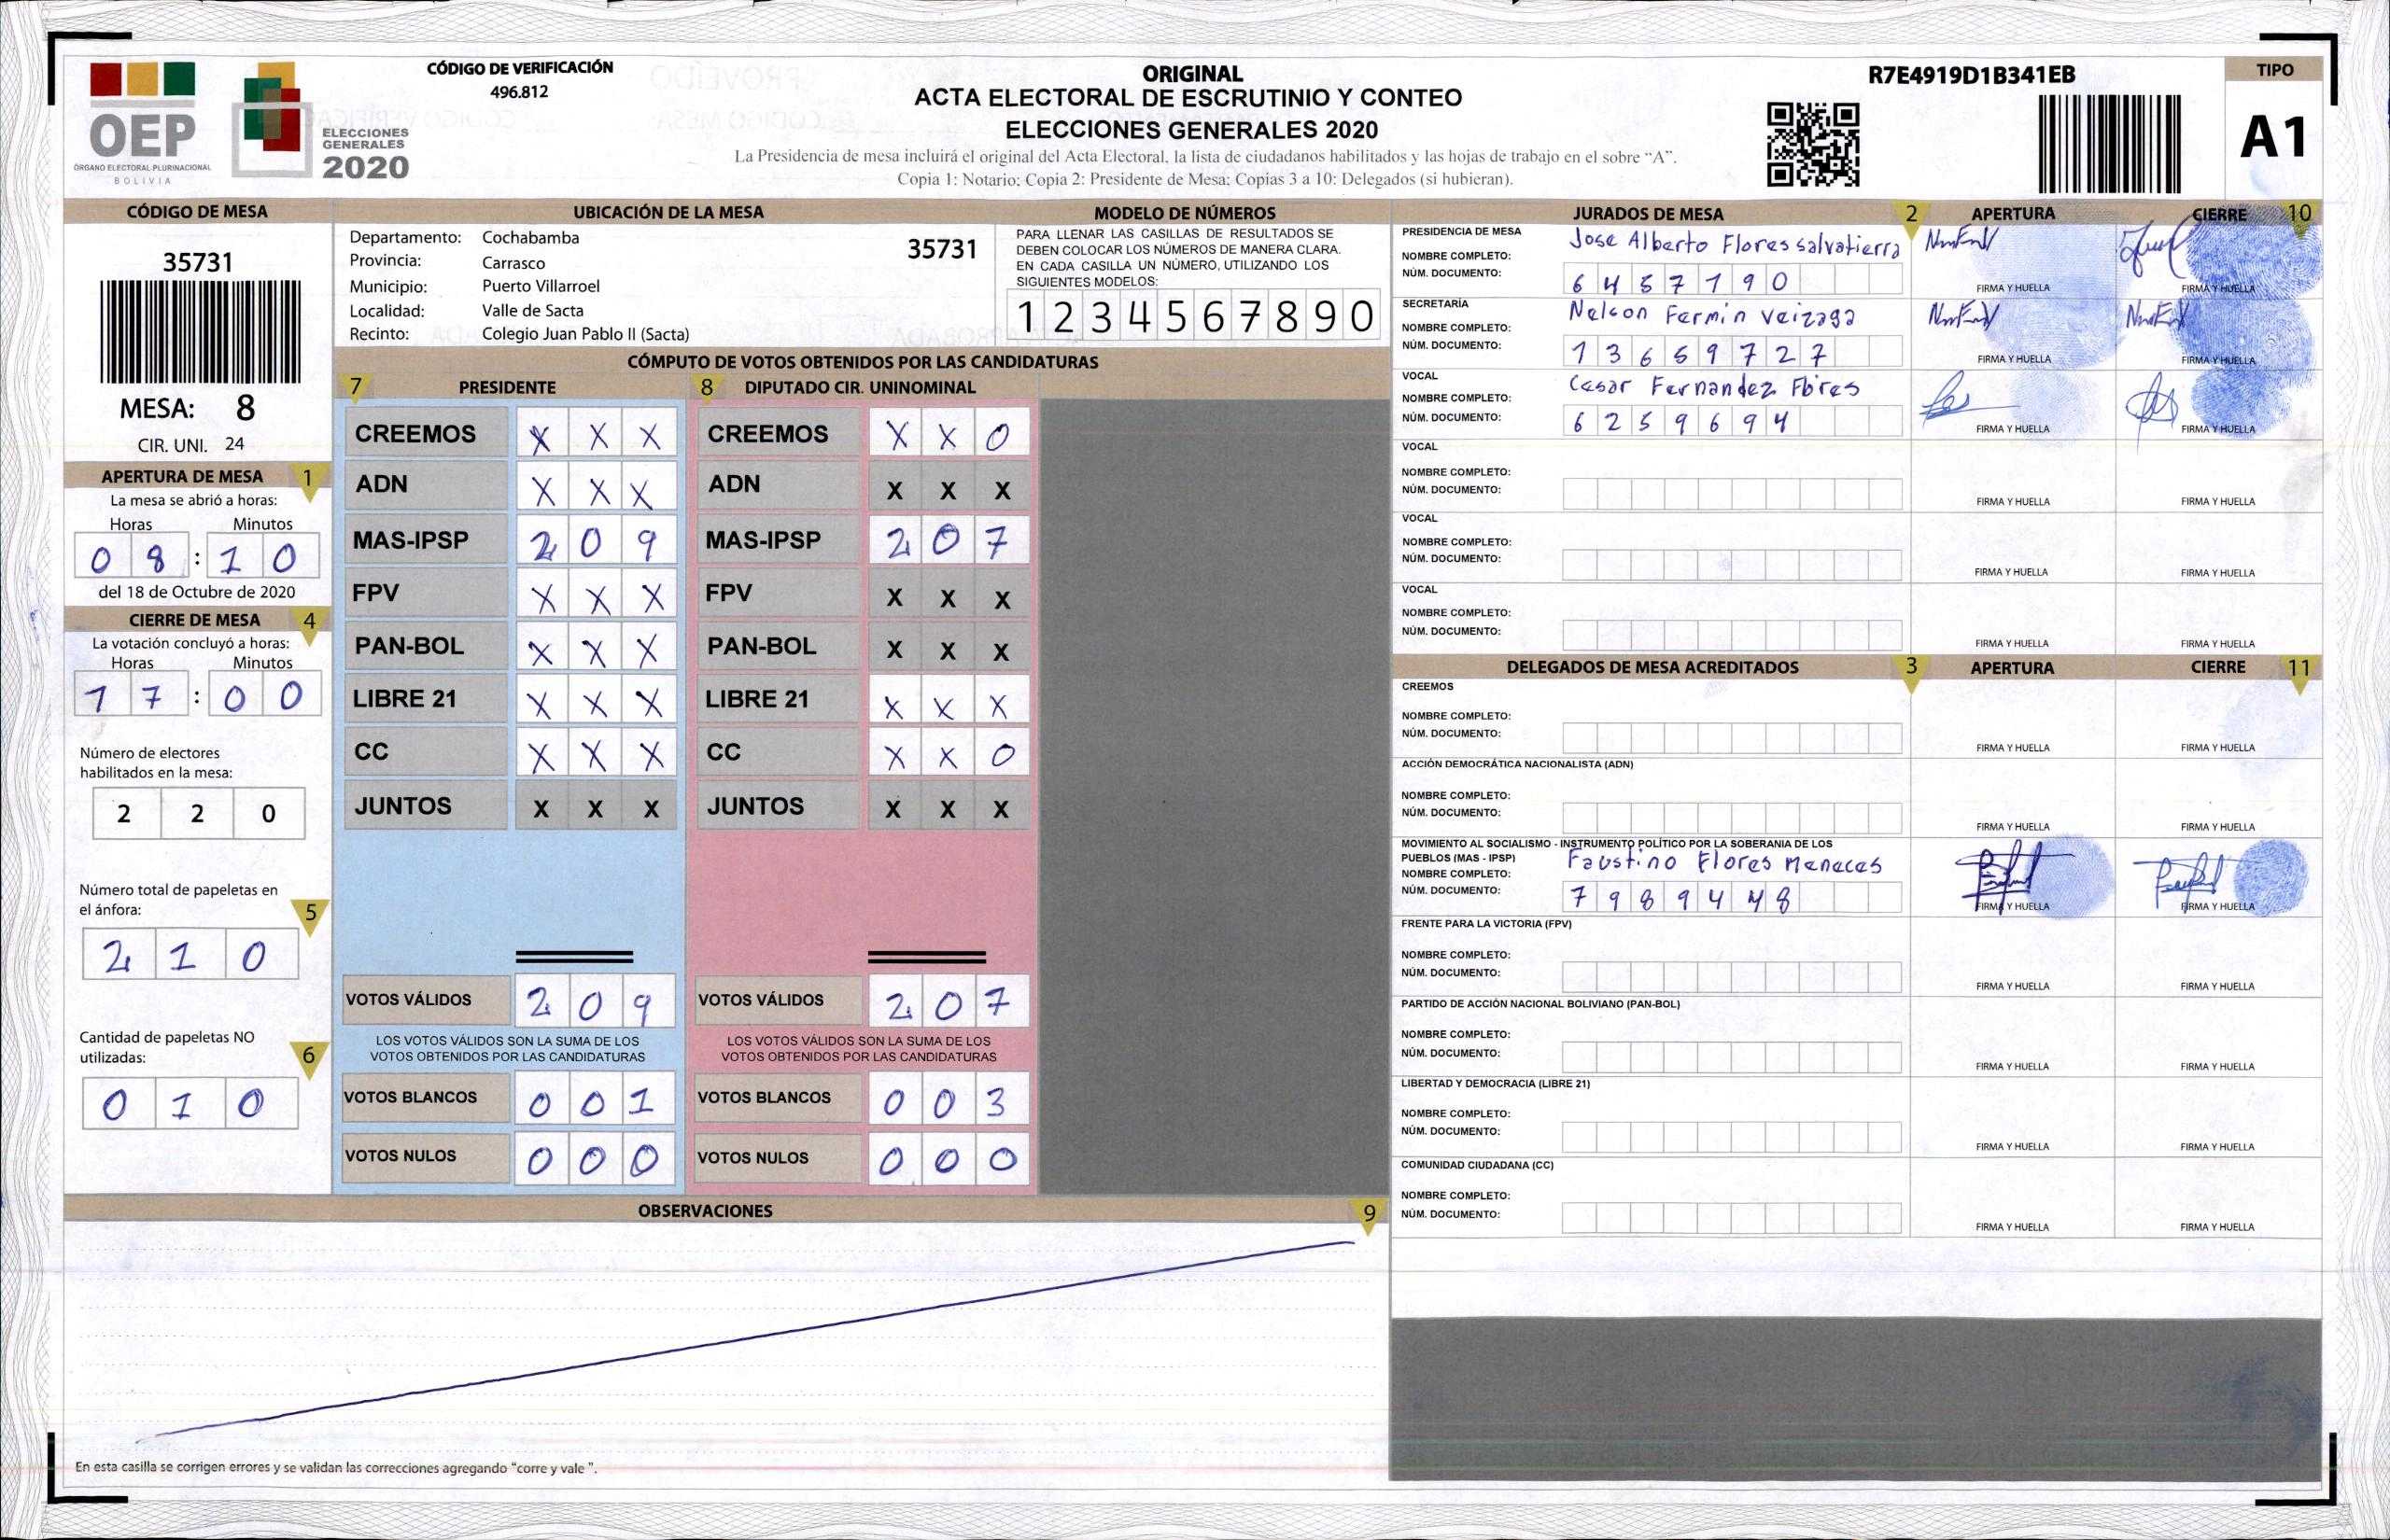 OEP
ÓRGANO ELECTORAL PLURINACIONAL
BOLIVIA
ELECCIONES
GENERALES
2020
CÓDIGO DE VERIFICACIÓN
496.812
ORIGINAL
ACTA ELECTORAL DE ESCRUTINIO Y CONTEO
ELECCIONES GENERALES 2020
La Presidencia de mesa incluirá el original del Acta Electoral, la lista de ciudadanos habilitados y las hojas de trabajo en el sobre “A”.
Copia 1: Notario; Copia 2: Presidente de Mesa; Copias 3 a 10: Delegados (si hubieran).
R7E4919D1B341EB
TIPO
A1
CÓDIGO DE MESA
35731
MESA: 8
CIR. UNI. 24
APERTURA DE MESA 1
La mesa se abrió a horas:
Horas Minutos
0 8 : 1 0
del 18 de Octubre de 2020
CIERRE DE MESA 4
La votación concluyó a horas:
Horas Minutos
1 7 : 0 0
Número de electores
habilitados en la mesa:
2 2 0
Número total de papeletas en
el ánfora: 5
2 1 0
Cantidad de papeletas NO
utilizadas: 6
0 1 0
UBICACIÓN DE LA MESA
Departamento: Cochabamba 35731
Provincia: Carrasco
Municipio: Puerto Villarroel
Localidad: Valle de Sacta
Recinto: Colegio Juan Pablo II (Sacta)
MODELO DE NÚMEROS
PARA LLENAR LAS CASILLAS DE RESULTADOS SE
DEBEN COLOCAR LOS NÚMEROS DE MANERA CLARA.
EN CADA CASILLA UN NÚMERO, UTILIZANDO LOS
SIGUIENTES MODELOS:
1 2 3 4 5 6 7 8 9 0
CÓMPUTO DE VOTOS OBTENIDOS POR LAS CANDIDATURAS
7 PRESIDENTE 8 DIPUTADO CIR. UNINOMINAL
CREEMOS X X X CREEMOS X X 0
ADN X X X ADN X X X
MAS-IPSP 2 0 9 MAS-IPSP 2 0 7
FPV X X X FPV X X X
PAN-BOL X X X PAN-BOL X X X
LIBRE 21 X X X LIBRE 21 X X X
CC X X X CC X X 0
JUNTOS X X X JUNTOS X X X
VOTOS VÁLIDOS 2 0 9 VOTOS VÁLIDOS 2 0 7
LOS VOTOS VÁLIDOS SON LA SUMA DE LOS LOS VOTOS VÁLIDOS SON LA SUMA DE LOS
VOTOS OBTENIDOS POR LAS CANDIDATURAS VOTOS OBTENIDOS POR LAS CANDIDATURAS
VOTOS BLANCOS 0 0 1 VOTOS BLANCOS 0 0 3
VOTOS NULOS 0 0 0 VOTOS NULOS 0 0 0
OBSERVACIONES 9
En esta casilla se corrigen errores y se validan las correcciones agregando “corre y vale ”.
JURADOS DE MESA 2 APERTURA CIERRE 10
PRESIDENCIA DE MESA
Jose Alberto Flores salvatierra
NOMBRE COMPLETO:
NÚM. DOCUMENTO: 6 4 5 7 1 9 0
FIRMA Y HUELLA FIRMA Y HUELLA
SECRETARÍA
Nelson Fermin Veizaga
NOMBRE COMPLETO:
NÚM. DOCUMENTO: 1 3 6 5 9 7 2 7
FIRMA Y HUELLA FIRMA Y HUELLA
VOCAL
Cesar Fernandez Flores
NOMBRE COMPLETO:
NÚM. DOCUMENTO: 6 2 5 9 6 9 4
FIRMA Y HUELLA FIRMA Y HUELLA
VOCAL
NOMBRE COMPLETO:
NÚM. DOCUMENTO:
FIRMA Y HUELLA FIRMA Y HUELLA
VOCAL
NOMBRE COMPLETO:
NÚM. DOCUMENTO:
FIRMA Y HUELLA FIRMA Y HUELLA
VOCAL
NOMBRE COMPLETO:
NÚM. DOCUMENTO:
FIRMA Y HUELLA FIRMA Y HUELLA
DELEGADOS DE MESA ACREDITADOS 3 APERTURA CIERRE 11
CREEMOS
NOMBRE COMPLETO:
NÚM. DOCUMENTO:
FIRMA Y HUELLA FIRMA Y HUELLA
ACCIÓN DEMOCRÁTICA NACIONALISTA (ADN)
NOMBRE COMPLETO:
NÚM. DOCUMENTO:
FIRMA Y HUELLA FIRMA Y HUELLA
MOVIMIENTO AL SOCIALISMO - INSTRUMENTO POLÍTICO POR LA SOBERANIA DE LOS
PUEBLOS (MAS - IPSP) Faustino Flores Meneces
NOMBRE COMPLETO:
NÚM. DOCUMENTO: 7 9 8 9 4 4 8
FIRMA Y HUELLA FIRMA Y HUELLA
FRENTE PARA LA VICTORIA (FPV)
NOMBRE COMPLETO:
NÚM. DOCUMENTO:
FIRMA Y HUELLA FIRMA Y HUELLA
PARTIDO DE ACCIÓN NACIONAL BOLIVIANO (PAN-BOL)
NOMBRE COMPLETO:
NÚM. DOCUMENTO:
FIRMA Y HUELLA FIRMA Y HUELLA
LIBERTAD Y DEMOCRACIA (LIBRE 21)
NOMBRE COMPLETO:
NÚM. DOCUMENTO:
FIRMA Y HUELLA FIRMA Y HUELLA
COMUNIDAD CIUDADANA (CC)
NOMBRE COMPLETO:
NÚM. DOCUMENTO:
FIRMA Y HUELLA FIRMA Y HUELLA